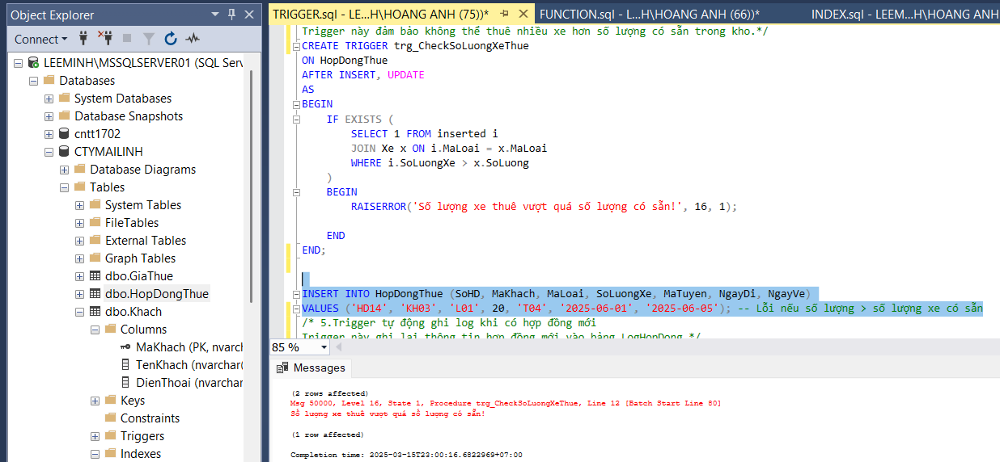 Object Explorer
Connect
LEEMINH\MSSQLSERVER01 (SQL Serv
Databases
System Databases
Database Snapshots
cntt1702
CTYMAILINH
Database Diagrams
Tables
System Tables
FileTables
External Tables
Graph Tables
dbo.GiaThue
dbo.HopDongThue
dbo.Khach
Columns
MaKhach (PK, nvarch
TenKhach (nvarchar(
DienThoai (nvarchar
Keys
Constraints
Triggers
Indexes
TRIGGER.sql - LE...H\HOANG ANH (75))*
FUNCTION.sql - L...H\HOANG ANH (66))*
INDEX.sql - LEEM...H\HOANG ANH
Trigger này đảm bảo không thể thuê nhiều xe hơn số lượng có sẵn trong kho.*/
CREATE TRIGGER trg_CheckSoLuongXeThue
ON HopDongThue
AFTER INSERT, UPDATE
AS
BEGIN
IF EXISTS (
SELECT 1 FROM inserted i
JOIN Xe x ON i.MaLoai = x.MaLoai
WHERE i.SoLuongXe > x.SoLuong
)
BEGIN
RAISERROR('Số lượng xe thuê vượt quá số lượng có sẵn!', 16, 1);
END
END;
INSERT INTO HopDongThue (SoHD, MaKhach, MaLoai, SoLuongXe, MaTuyen, NgayDi, NgayVe)
VALUES ('HD14', 'KH03', 'L01', 20, 'T04', '2025-06-01', '2025-06-05'); -- Lỗi nếu số lượng > số lượng xe có sẵn
/* 5.Trigger tự động ghi log khi có hợp đồng mới
Trigger này ghi lại thông tin hợp đồng mới vào bảng LogHopDong.*/
85 %
Messages
(2 rows affected)
Msg 50000, Level 16, State 1, Procedure trg_CheckSoLuongXeThue, Line 12 [Batch Start Line 80]
Số lượng xe thuê vượt quá số lượng có sẵn!
(1 row affected)
Completion time: 2025-03-15T23:00:16.6822969+07:00